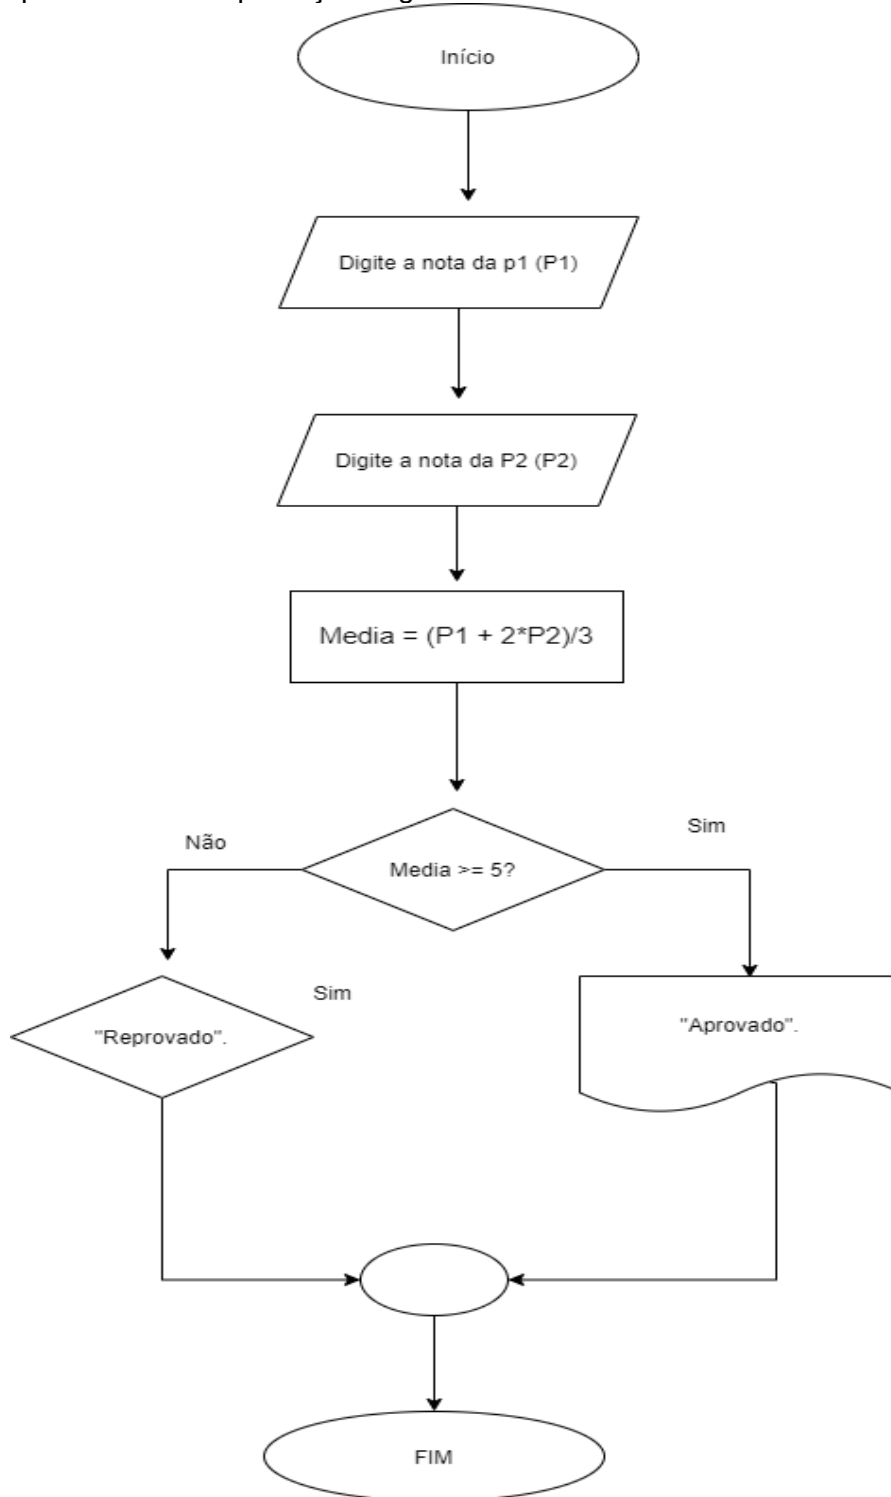 Início
Digite a nota da p1 (P1)
Digite a nota da P2 (P2)
Media = (P1 + 2*P2)/3
Não
Sim
Media >= 5?
Sim
"Reprovado".
"Aprovado".
FIM